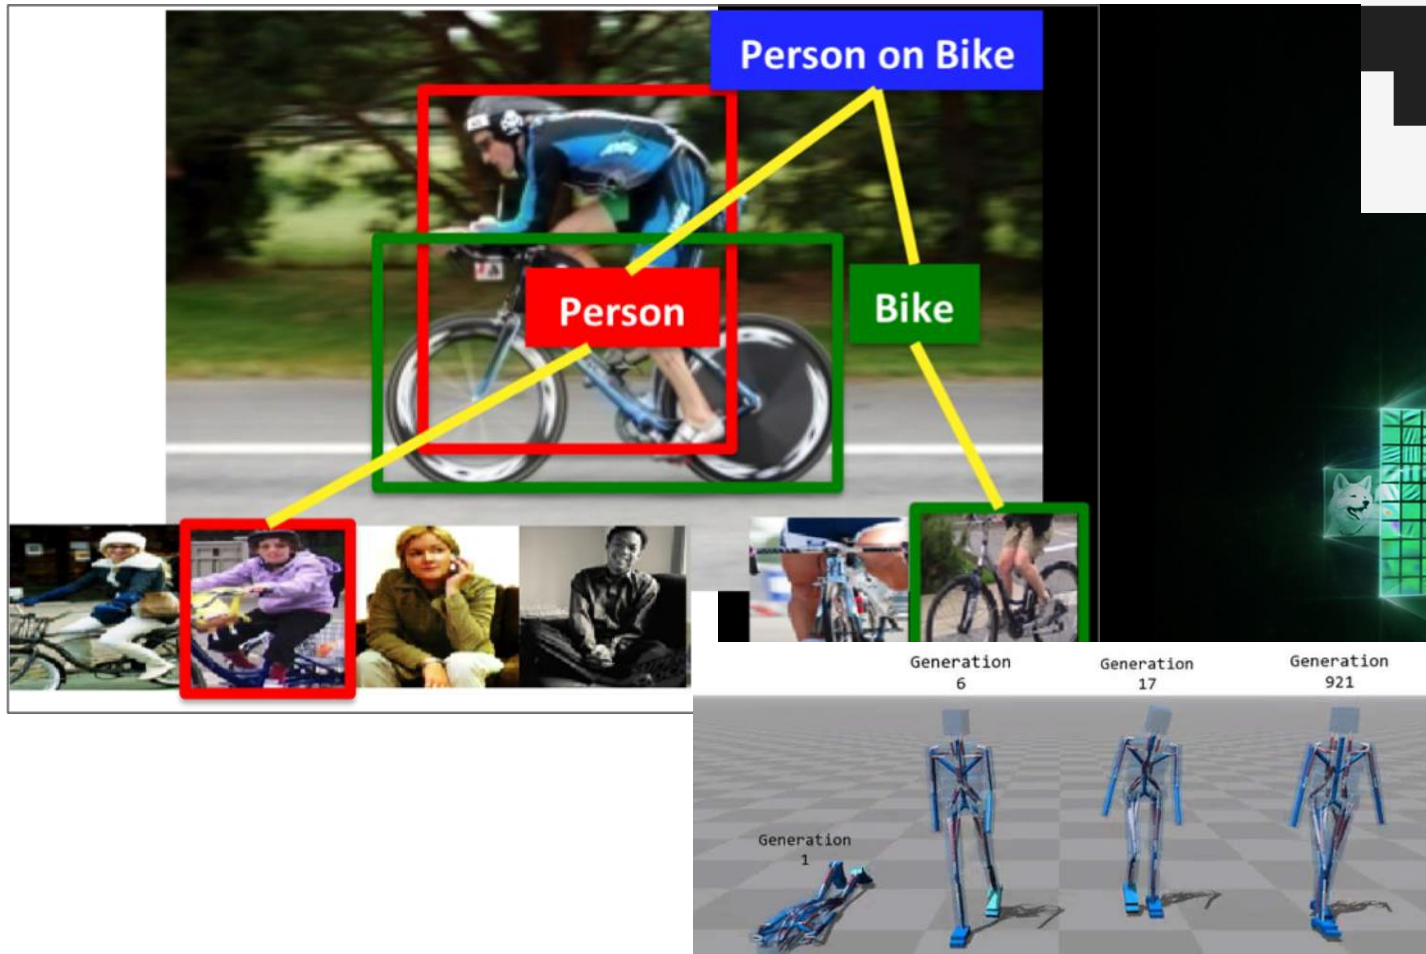 Person on Bike
Person
Bike
Generation
6
Generation
17
Generation
921
Generation
1